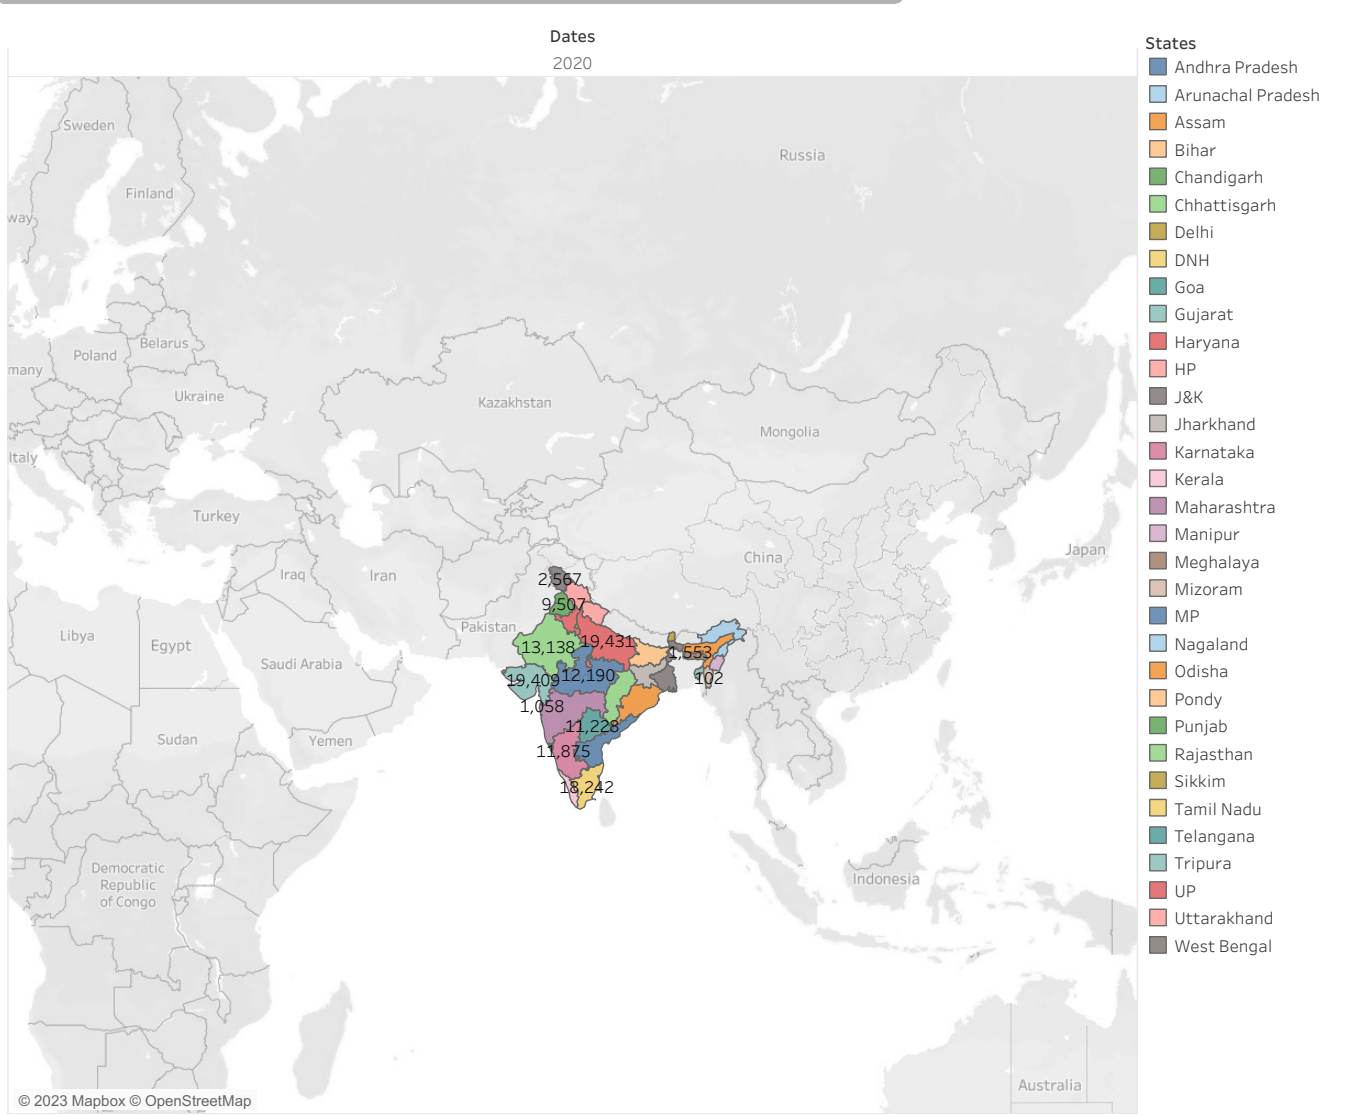 Dates
2020
Sweden
Russia
Finland
way
Belarus
Poland
many
Ukraine
Kazakhstan
Mongolia
Italy
Turkey
Japan
China
Iraq
Iran
2,567
9,507
Pakistan
Libya
Egypt
13,138
19,431
1,553
Saudi Arabia
19,409
12,190
102
1,058
11,228
Sudan
Yemen
11,875
18,242
Democratic
Republic
of Congo
Indonesia
Australia
© 2023 Mapbox © OpenStreetMap
States
Andhra Pradesh
Arunachal Pradesh
Assam
Bihar
Chandigarh
Chhattisgarh
Delhi
DNH
Goa
Gujarat
Haryana
HP
J&K
Jharkhand
Karnataka
Kerala
Maharashtra
Manipur
Meghalaya
Mizoram
MP
Nagaland
Odisha
Pondy
Punjab
Rajasthan
Sikkim
Tamil Nadu
Telangana
Tripura
UP
Uttarakhand
West Bengal